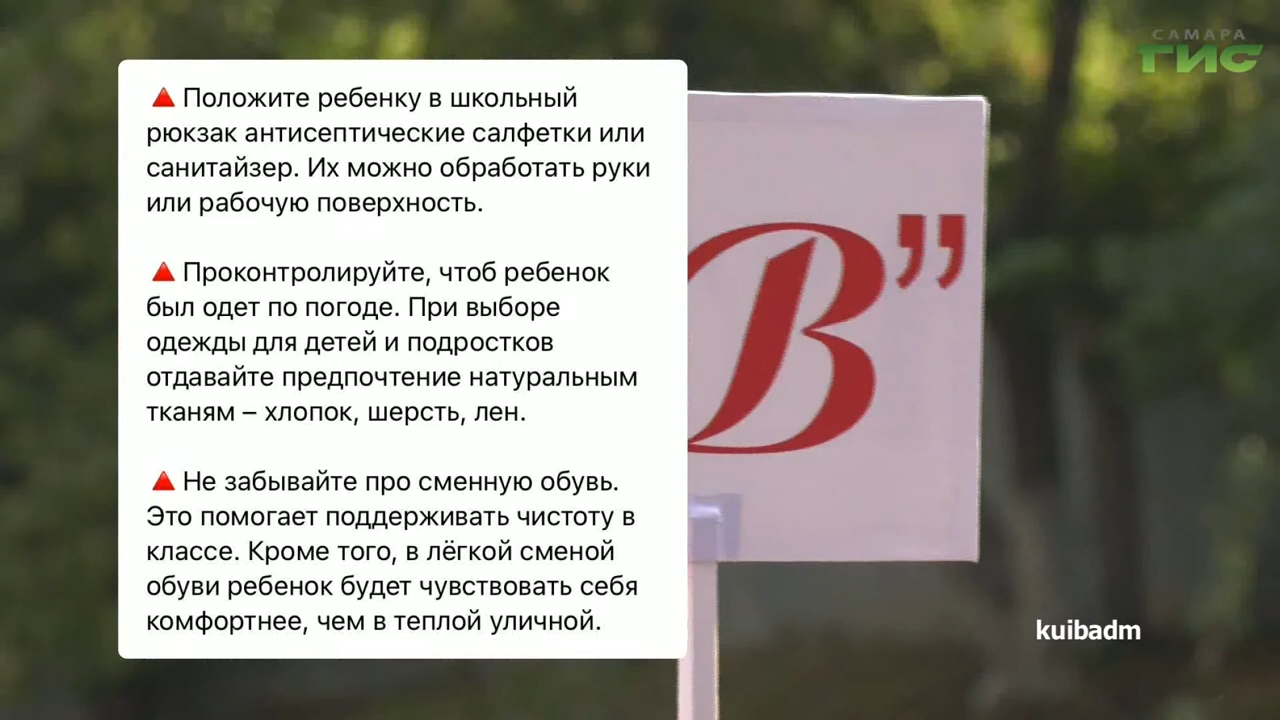 САМАРА
ГИС
🔺Положите ребенку в школьный
рюкзак антисептические салфетки или
санитайзер. Их можно обработать руки
или рабочую поверхность.
🔺Проконтролируйте, чтоб ребенок
был одет по погоде. При выборе
одежды для детей и подростков
отдавайте предпочтение натуральным
тканям – хлопок, шерсть, лен.
🔺Не забывайте про сменную обувь.
Это помогает поддерживать чистоту в
классе. Кроме того, в лёгкой сменой
обуви ребенок будет чувствовать себя
комфортнее, чем в теплой уличной.
В”
kuibadm